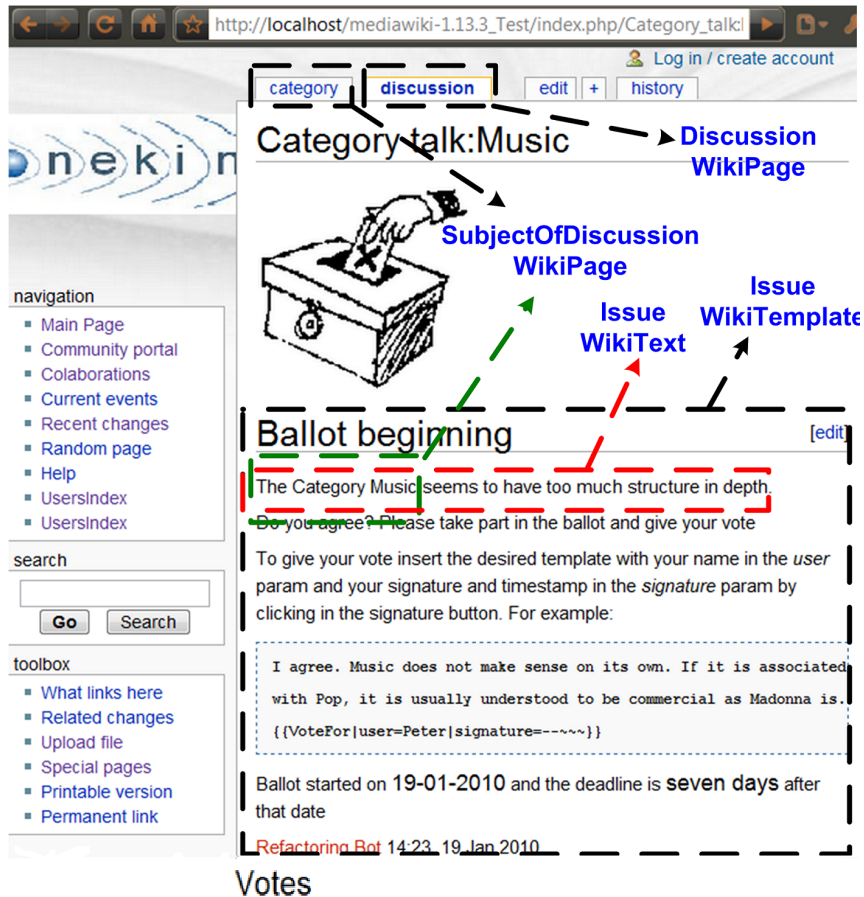 http://localhost/mediawiki-1.13.3_Test/index.php/Category_talk:
Log in / create account
category discussion edit + history
Category talk:Music
Discussion
WikiPage
onekin
SubjectOfDiscussion
WikiPage
Issue
WikiText
Issue
WikiTemplate
navigation
Main Page
Community portal
Colaborations
Current events
Recent changes
Random page
Help
UsersIndex
UsersIndex
search
Go Search
toolbox
What links here
Related changes
Upload file
Special pages
Printable version
Permanent link
Ballot beginning [edit]
The Category Music seems to have too much structure in depth.
Do you agree? Please take part in the ballot and give your vote
To give your vote insert the desired template with your name in the user
param and your signature and timestamp in the signature param by
clicking in the signature button. For example:
I agree. Music does not make sense on its own. If it is associated
with Pop, it is usually understood to be commercial as Madonna is.
{{VoteFor|user=Peter|signature=--~~~}}
Ballot started on 19-01-2010 and the deadline is seven days after
that date
Refactoring Bot 14:23, 19 Jan 2010
Votes